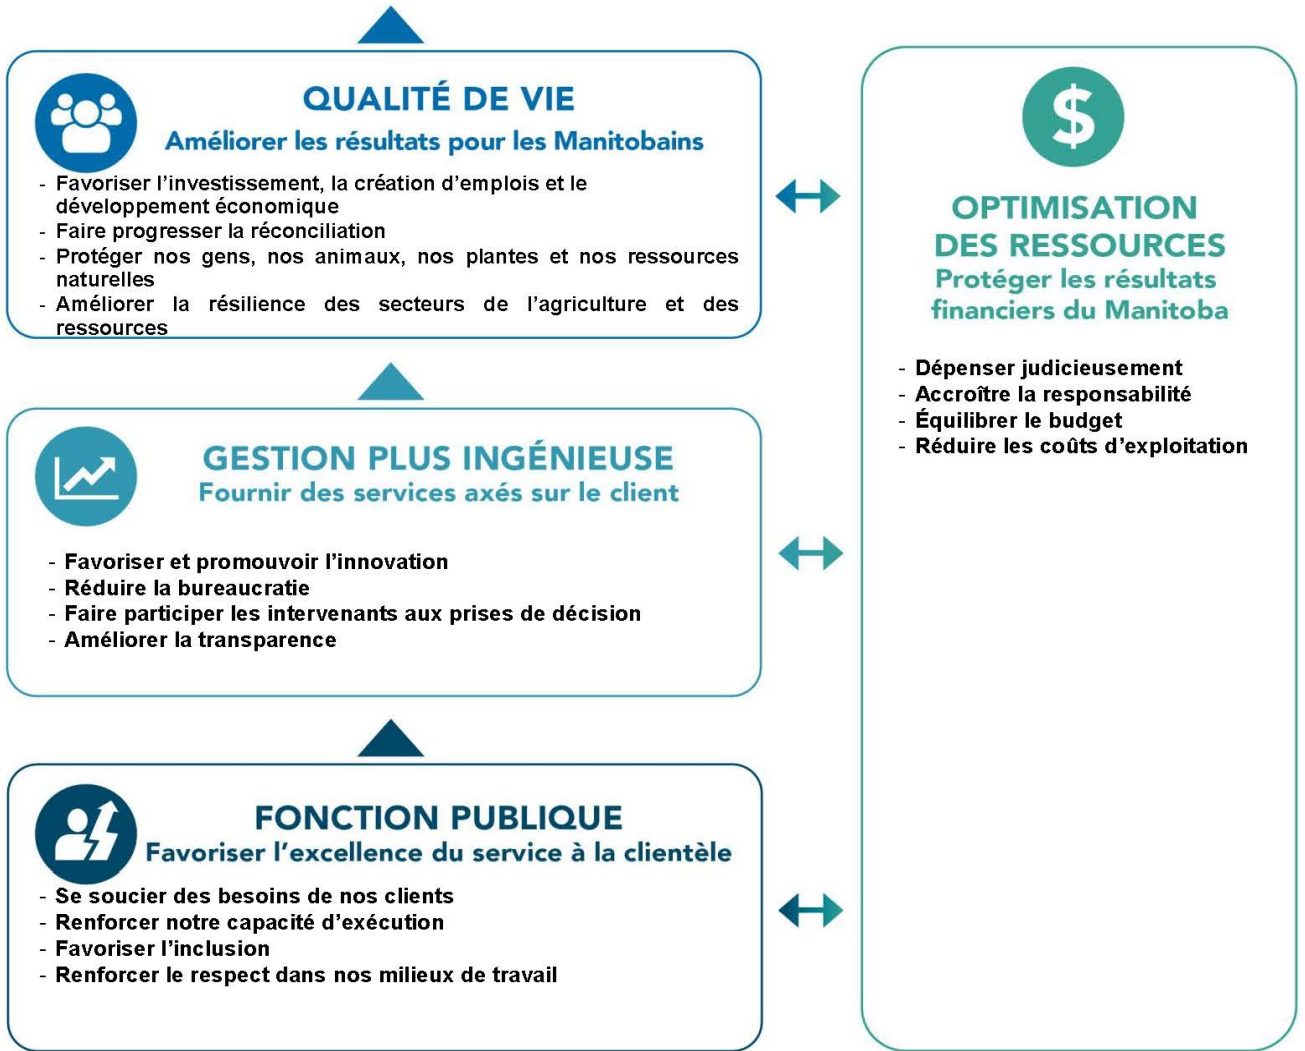 QUALITÉ DE VIE
Améliorer les résultats pour les Manitobains
- Favoriser l'investissement, la création d'emplois et le
développement économique
- Faire progresser la réconciliation
- Protéger nos gens, nos animaux, nos plantes et nos ressources
naturelles
- Améliorer la résilience des secteurs de l'agriculture et des
ressources
GESTION PLUS INGÉNIEUSE
Fournir des services axés sur le client
- Favoriser et promouvoir l'innovation
- Réduire la bureaucratie
- Faire participer les intervenants aux prises de décision
- Améliorer la transparence
FONCTION PUBLIQUE
Favoriser l'excellence du service à la clientèle
- Se soucier des besoins de nos clients
- Renforcer notre capacité d'exécution
- Favoriser l'inclusion
- Renforcer le respect dans nos milieux de travail
$
OPTIMISATION
DES RESSOURCES
Protéger les résultats
financiers du Manitoba
- Dépenser judicieusement
- Accroître la responsabilité
- Équilibrer le budget
- Réduire les coûts d'exploitation